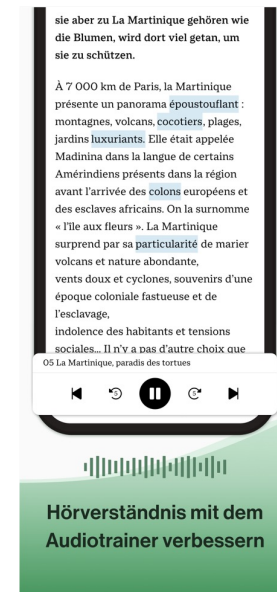 sie aber zu La Martinique gehören wie
die Blumen, wird dort viel getan, um
sie zu schützen.
À 7 000 km de Paris, la Martinique
présente un panorama époustouflant :
montagnes, volcans, cocotiers, plages,
jardins luxuriants. Elle était appelée
Madinina dans la langue de certains
Amérindiens présents dans la région
avant l'arrivée des colons européens et
des esclaves africains. On la surnomme
« l'île aux fleurs ». La Martinique
surprend par sa particularité de marier
volcans et nature abondante,
vents doux et cyclones, souvenirs d'une
époque coloniale fastueuse et de
l'esclavage,
indolence des habitants et tensions
sociales... Il n'y a pas d'autre choix que
05 La Martinique, paradis des tortues
5 5
Hörverständnis mit dem
Audiotrainer verbessern